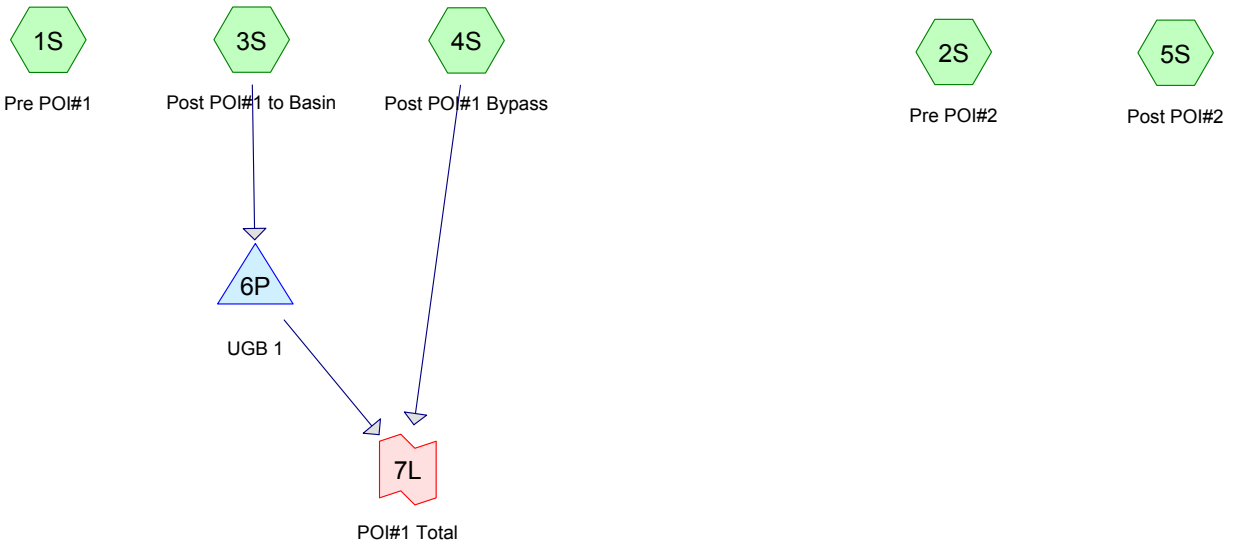 1S
Pre POI#1
3S
Post POI#1 to Basin
4S
Post POI#1 Bypass
2S
Pre POI#2
5S
Post POI#2
6P
UGB 1
7L
POI#1 Total